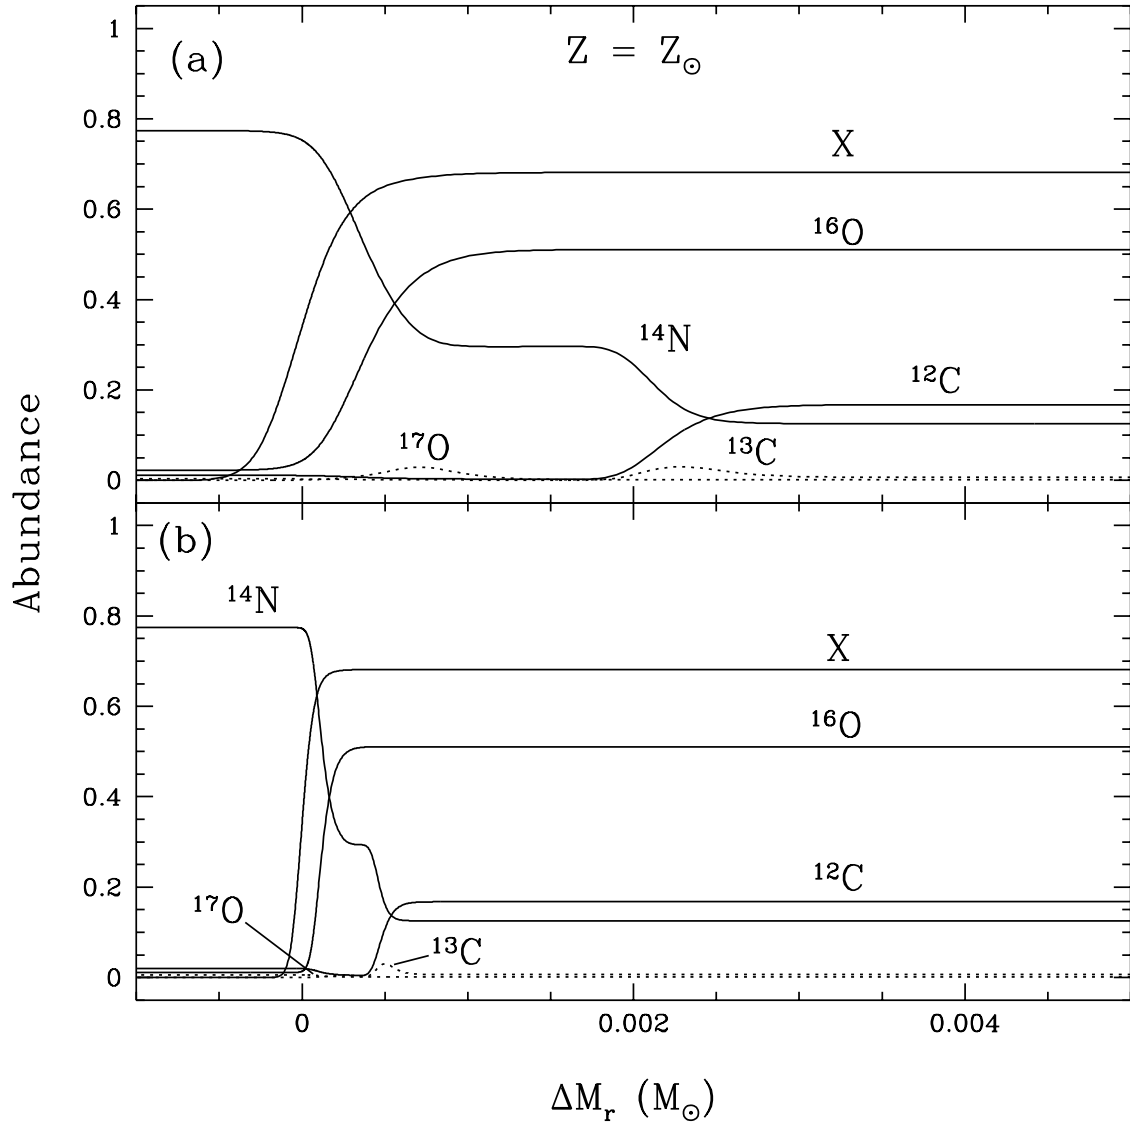 (a)
Z = Z⊙
1
0.8
0.6
0.4
0.2
0
X
¹⁶O
¹⁴N
¹²C
¹⁷O
¹³C
Abundance
(b)
1
0.8
0.6
0.4
0.2
0
¹⁴N
X
¹⁶O
¹²C
¹⁷O
¹³C
0 0.002 0.004
ΔMᵣ (M⊙)